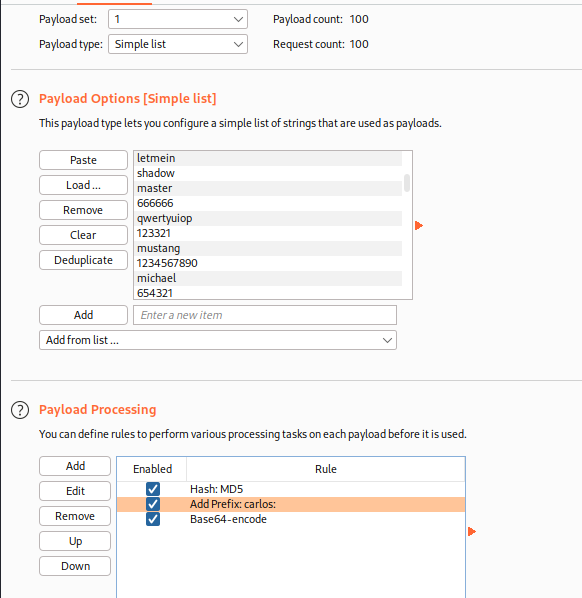 Payload set: 1 Payload count: 100
Payload type: Simple list Request count: 100
? Payload Options [Simple list]
This payload type lets you configure a simple list of strings that are used as payloads.
Paste
Load ...
Remove
Clear
Deduplicate
letmein
shadow
master
666666
qwertyuiop
123321
mustang
1234567890
michael
654321
Add Enter a new item
Add from list ...
? Payload Processing
You can define rules to perform various processing tasks on each payload before it is used.
Add
Edit
Remove
Up
Down
Enabled Rule
Hash: MD5
Add Prefix: carlos:
Base64-encode